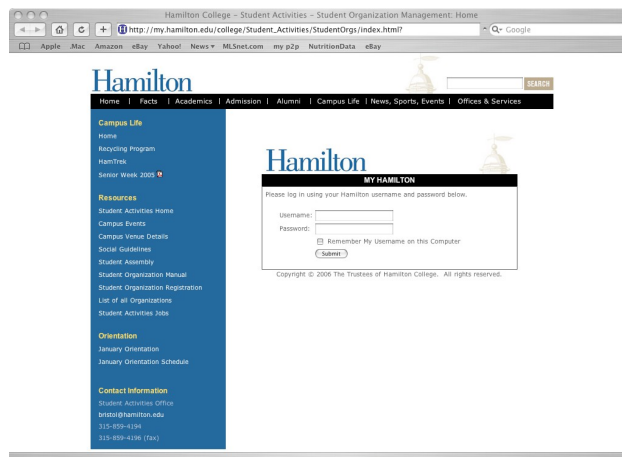 Hamilton College – Student Activities – Student Organization Management: Home
http://my.hamilton.edu/college/Student_Activities/StudentOrgs/index.html?
Google
Apple .Mac Amazon eBay Yahoo! News MLSnet.com my p2p NutritionData eBay
Hamilton
SEARCH
Home | Facts | Academics | Admission | Alumni | Campus Life | News, Sports, Events | Offices & Services
Campus Life
Home
Recycling Program
HamTrek
Senior Week 2005
Resources
Student Activities Home
Campus Events
Campus Venue Details
Social Guidelines
Student Assembly
Student Organization Manual
Student Organization Registration
List of all Organizations
Student Activities Jobs
Orientation
January Orientation
January Orientation Schedule
Contact Information
Student Activities Office
bristol@hamilton.edu
315-859-4194
315-859-4196 (fax)
Hamilton
MY HAMILTON
Please log in using your Hamilton username and password below.
Username:
Password:
Remember My Username on this Computer
Submit
Copyright © 2006 The Trustees of Hamilton College. All rights reserved.